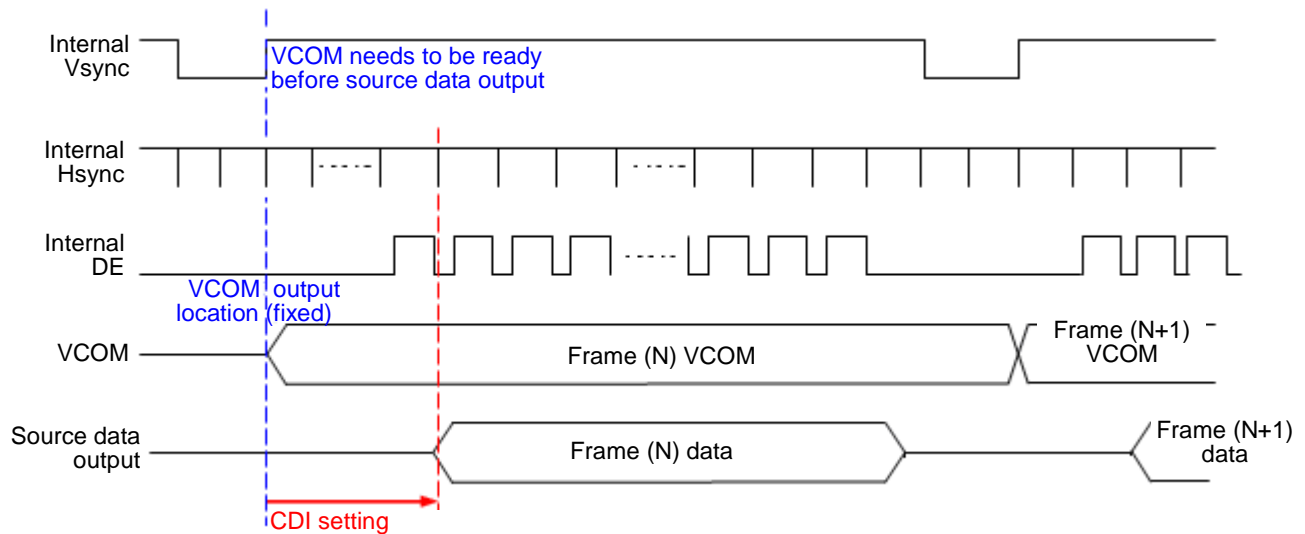 Internal
Vsync
VCOM needs to be ready
before source data output
Internal
Hsync
Internal
DE
VCOM output
location (fixed)
VCOM
Frame (N) VCOM
Frame (N+1)
VCOM
Source data
output
Frame (N) data
Frame (N+1)
data
CDI setting